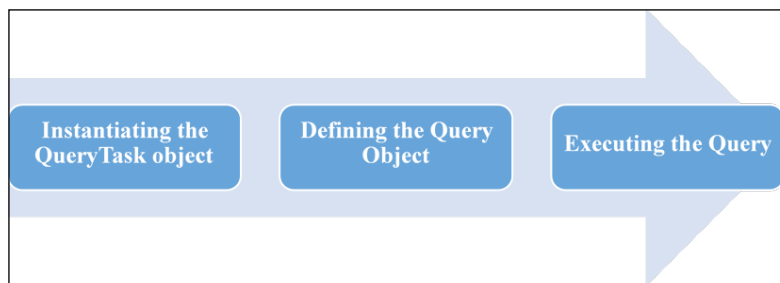 Instantiating the
QueryTask object
Defining the Query
Object
Executing the Query